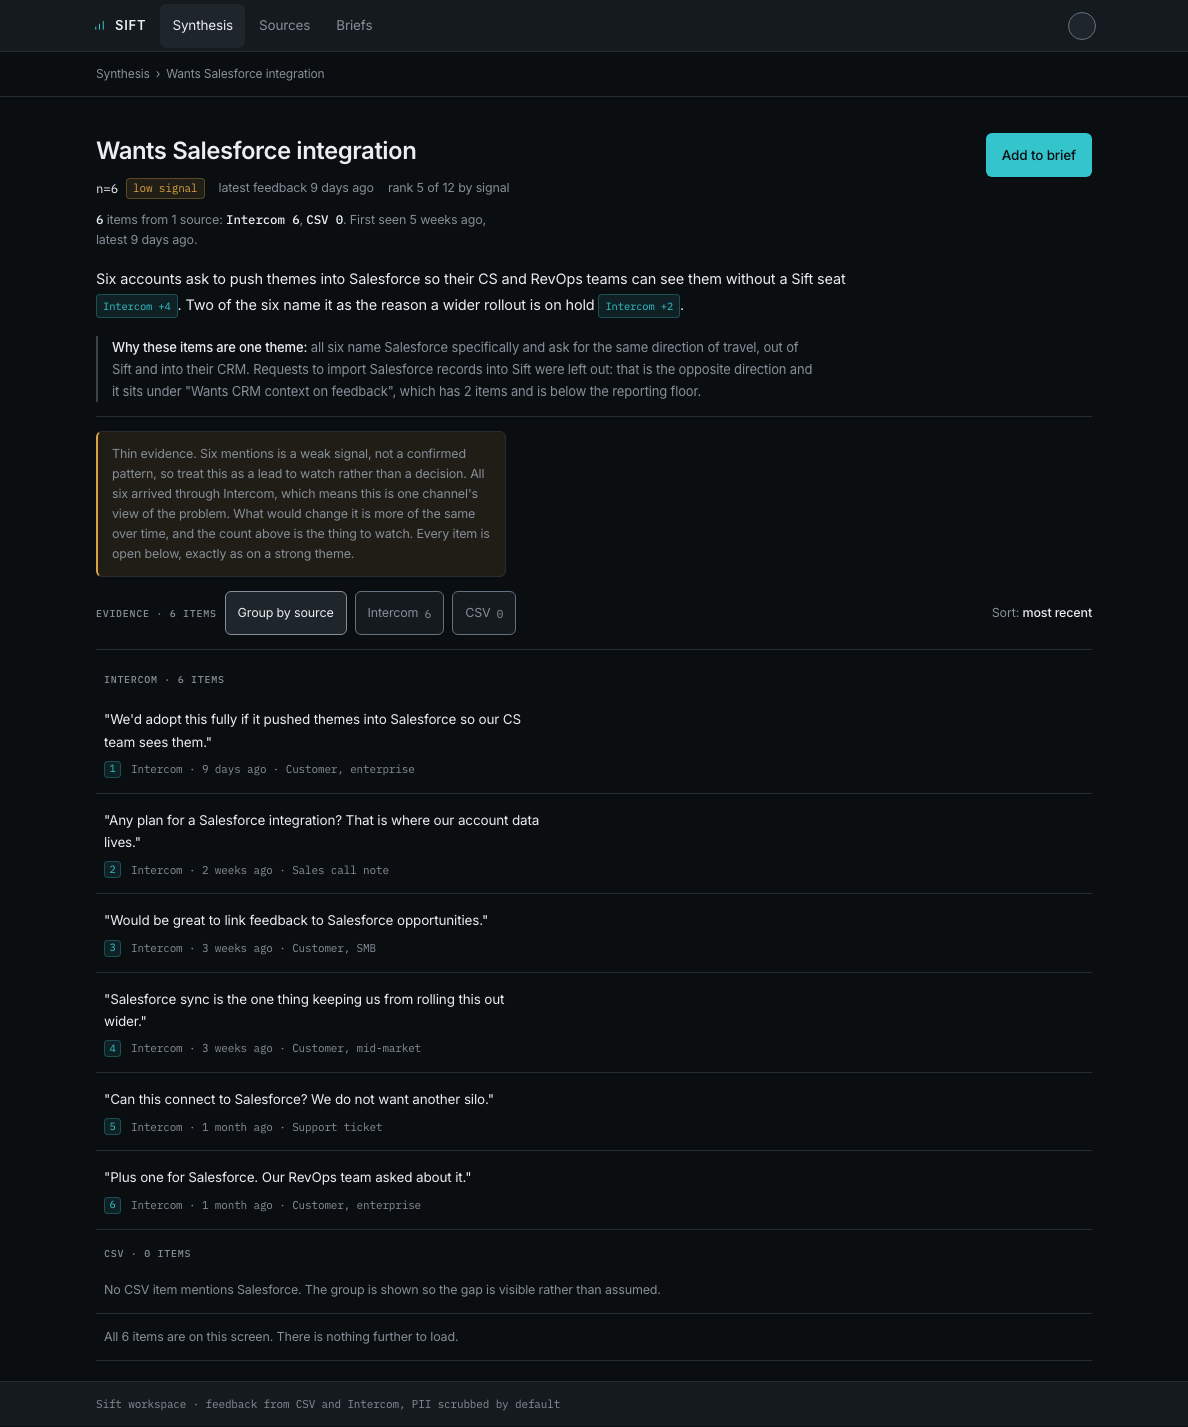 SIFT Synthesis Sources Briefs
Synthesis › Wants Salesforce integration
Wants Salesforce integration
Add to brief
n=6 low signal latest feedback 9 days ago rank 5 of 12 by signal
6 items from 1 source: Intercom 6, CSV 0. First seen 5 weeks ago,
latest 9 days ago.
Six accounts ask to push themes into Salesforce so their CS and RevOps teams can see them without a Sift seat
Intercom +4. Two of the six name it as the reason a wider rollout is on hold Intercom +2.
Why these items are one theme: all six name Salesforce specifically and ask for the same direction of travel, out of
Sift and into their CRM. Requests to import Salesforce records into Sift were left out: that is the opposite direction and
it sits under "Wants CRM context on feedback", which has 2 items and is below the reporting floor.
Thin evidence. Six mentions is a weak signal, not a confirmed
pattern, so treat this as a lead to watch rather than a decision. All
six arrived through Intercom, which means this is one channel's
view of the problem. What would change it is more of the same
over time, and the count above is the thing to watch. Every item is
open below, exactly as on a strong theme.
EVIDENCE · 6 ITEMS Group by source Intercom 6 CSV 0 Sort: most recent
INTERCOM · 6 ITEMS
"We'd adopt this fully if it pushed themes into Salesforce so our CS
team sees them."
1 Intercom · 9 days ago · Customer, enterprise
"Any plan for a Salesforce integration? That is where our account data
lives."
2 Intercom · 2 weeks ago · Sales call note
"Would be great to link feedback to Salesforce opportunities."
3 Intercom · 3 weeks ago · Customer, SMB
"Salesforce sync is the one thing keeping us from rolling this out
wider."
4 Intercom · 3 weeks ago · Customer, mid-market
"Can this connect to Salesforce? We do not want another silo."
5 Intercom · 1 month ago · Support ticket
"Plus one for Salesforce. Our RevOps team asked about it."
6 Intercom · 1 month ago · Customer, enterprise
CSV · 0 ITEMS
No CSV item mentions Salesforce. The group is shown so the gap is visible rather than assumed.
All 6 items are on this screen. There is nothing further to load.
Sift workspace · feedback from CSV and Intercom, PII scrubbed by default